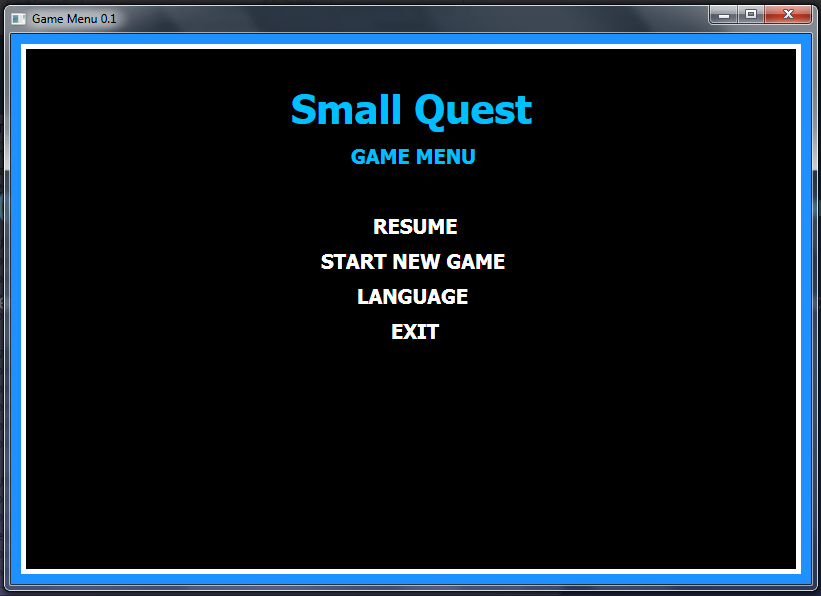 Game Menu 0.1
Small Quest
GAME MENU
RESUME
START NEW GAME
LANGUAGE
EXIT